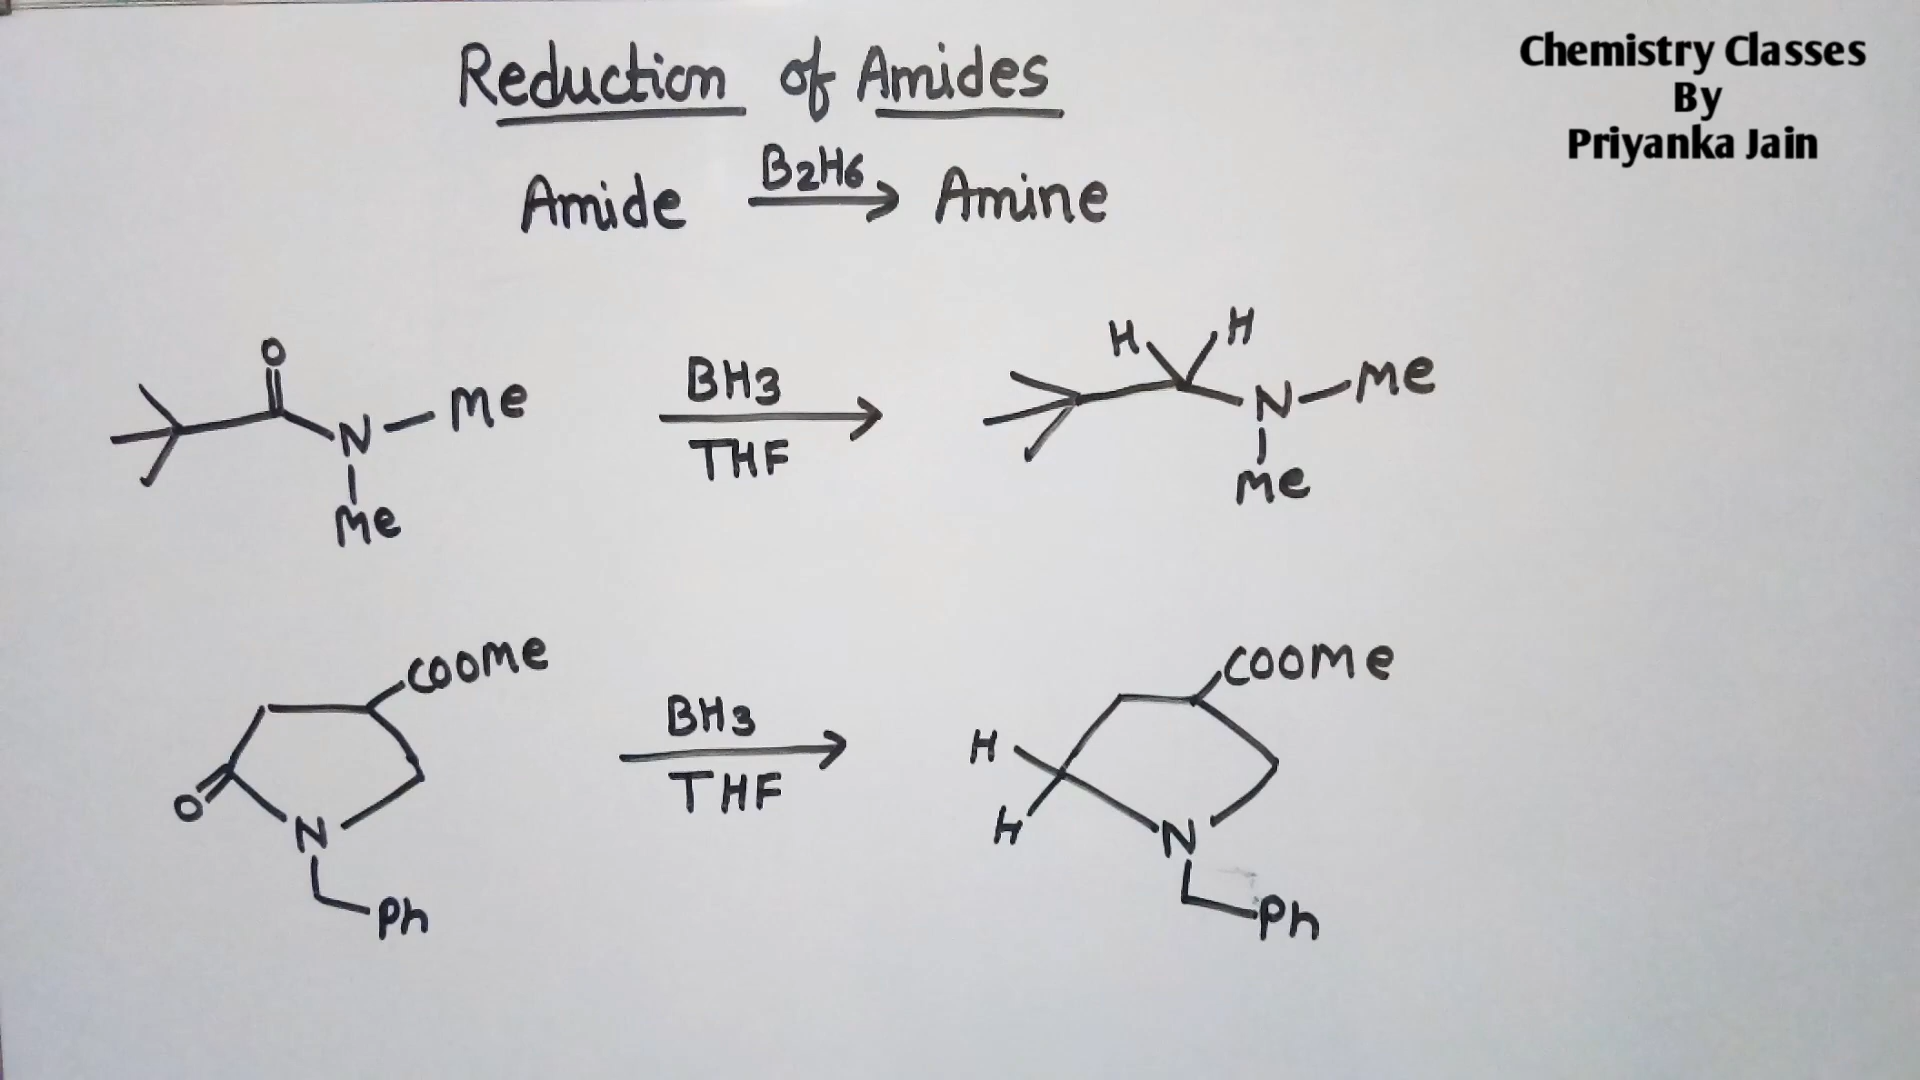 Reduction of Amides
Chemistry Classes
By
Priyanka Jain
Amide B2H6 Amine
O
N Me
Me
BH3
THF
H H
N Me
Me
COOMe
O
N
Ph
BH3
THF
COOMe
H
H
N
Ph